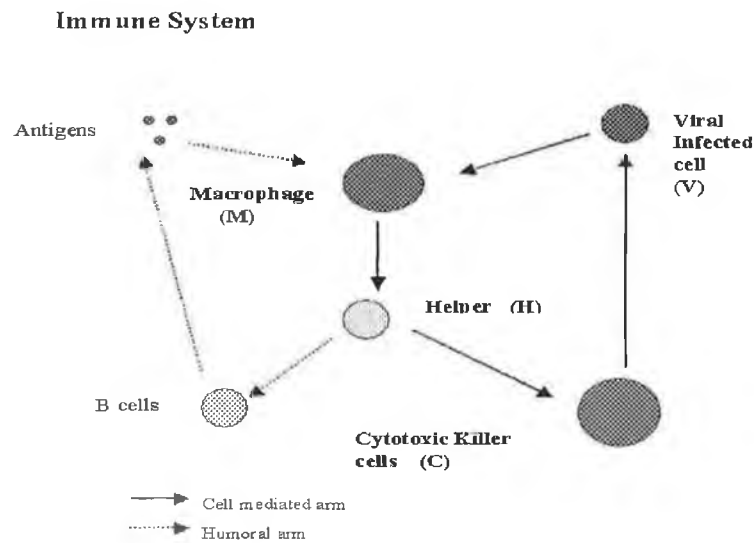 Immune System
Antigens
Viral
Infected
cell
(V)
Macrophage
(M)
Helper (H)
B cells
Cytotoxic Killer
cells (C)
Cell mediated arm
Humoral arm